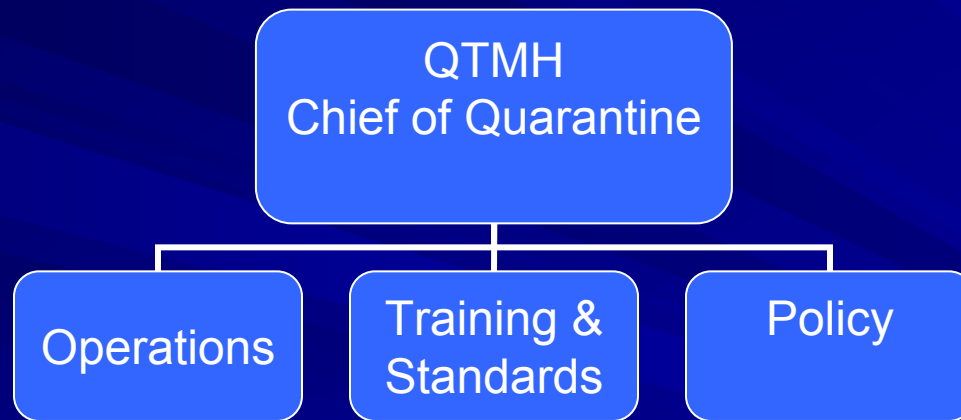 QTMH
Chief of Quarantine
Operations
Training &
Standards
Policy